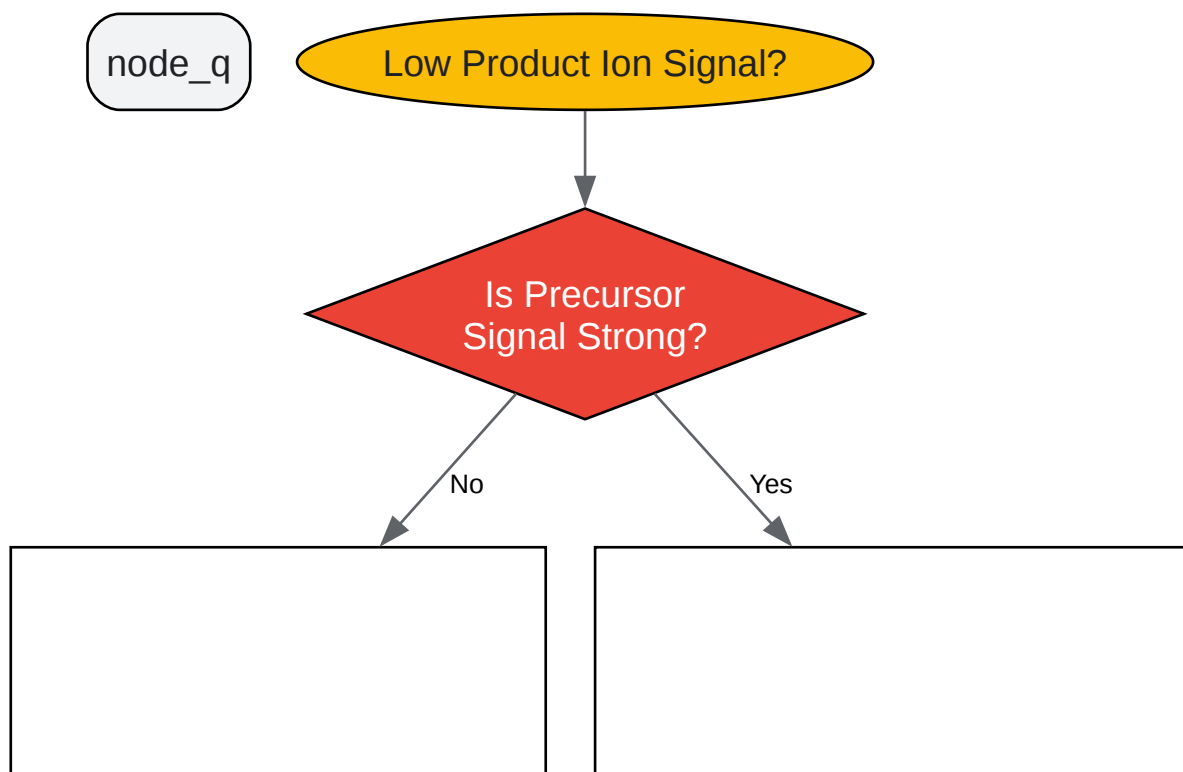 node_q
Low Product Ion Signal?
Is Precursor
Signal Strong?
No
Yes